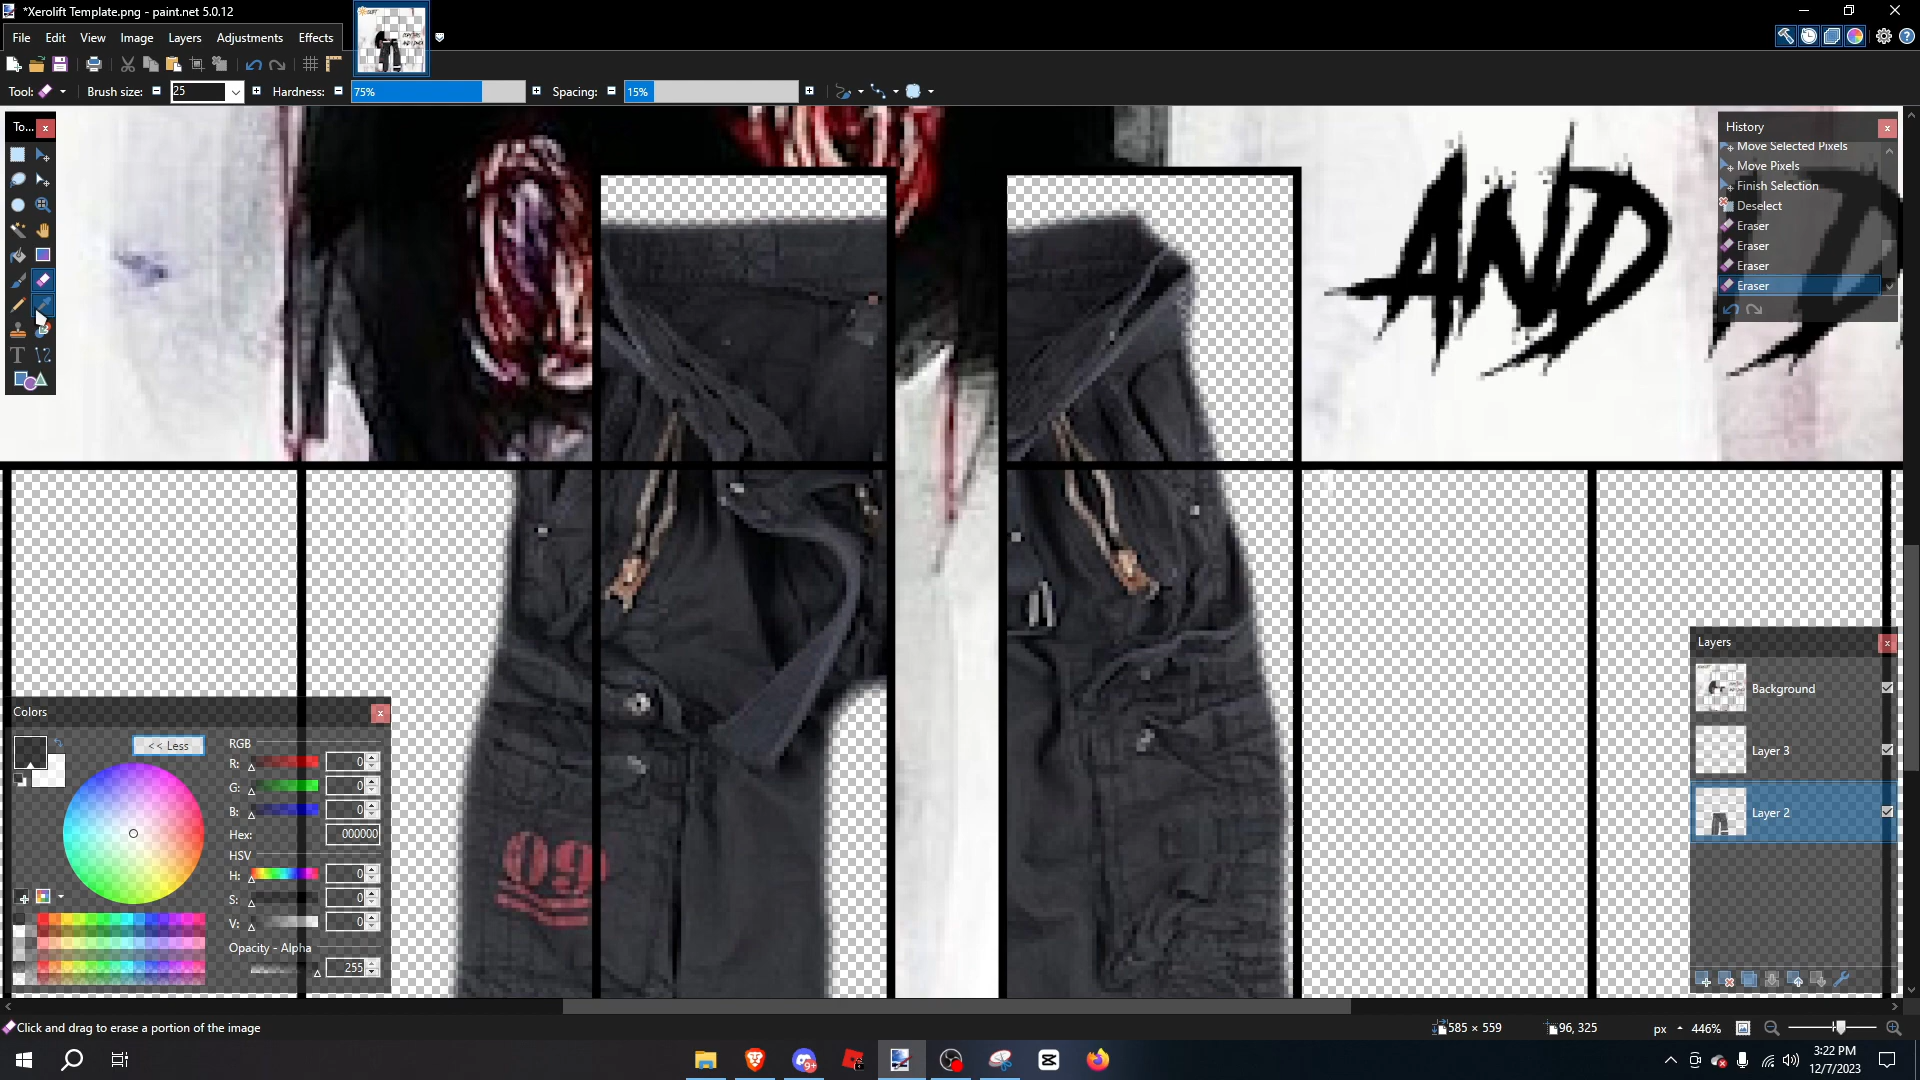 *Xerolift Template.png - paint.net 5.0.12
File Edit View Image Layers Adjustments Effects
Tool: Brush size: 25 Hardness: 75% Spacing: 15%
To...
History
Move Selected Pixels
Move Pixels
Finish Selection
Deselect
Eraser
Eraser
Eraser
Eraser
AND
D
09
Layers
Background
Layer 3
Layer 2
Colors
<< Less
RGB
R: 0
G: 0
B: 0
Hex: 000000
HSV
H: 0
S: 0
V: 0
Opacity - Alpha
255
Click and drag to erase a portion of the image
585 × 559
96, 325
px
446%
9+
3:22 PM
12/7/2023